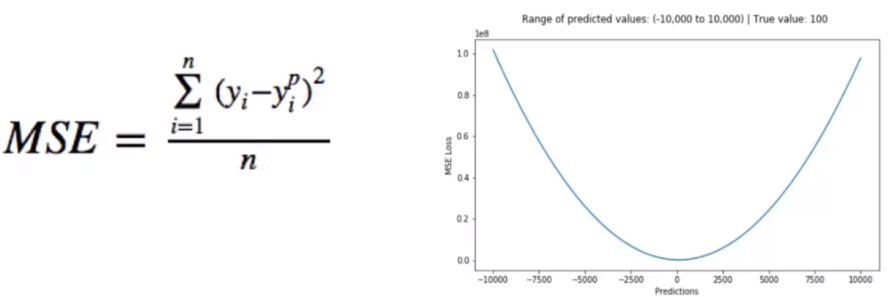 MSE = \frac{\sum_{i=1}^{n} (y_i - y_i^p)^2}{n}
Range of predicted values: (-10,000 to 10,000) | True value: 100
1e8
1.0
0.8
0.6
0.4
0.2
0.0
MSE Loss
−10000 −7500 −5000 −2500 0 2500 5000 7500 10000
Predictions